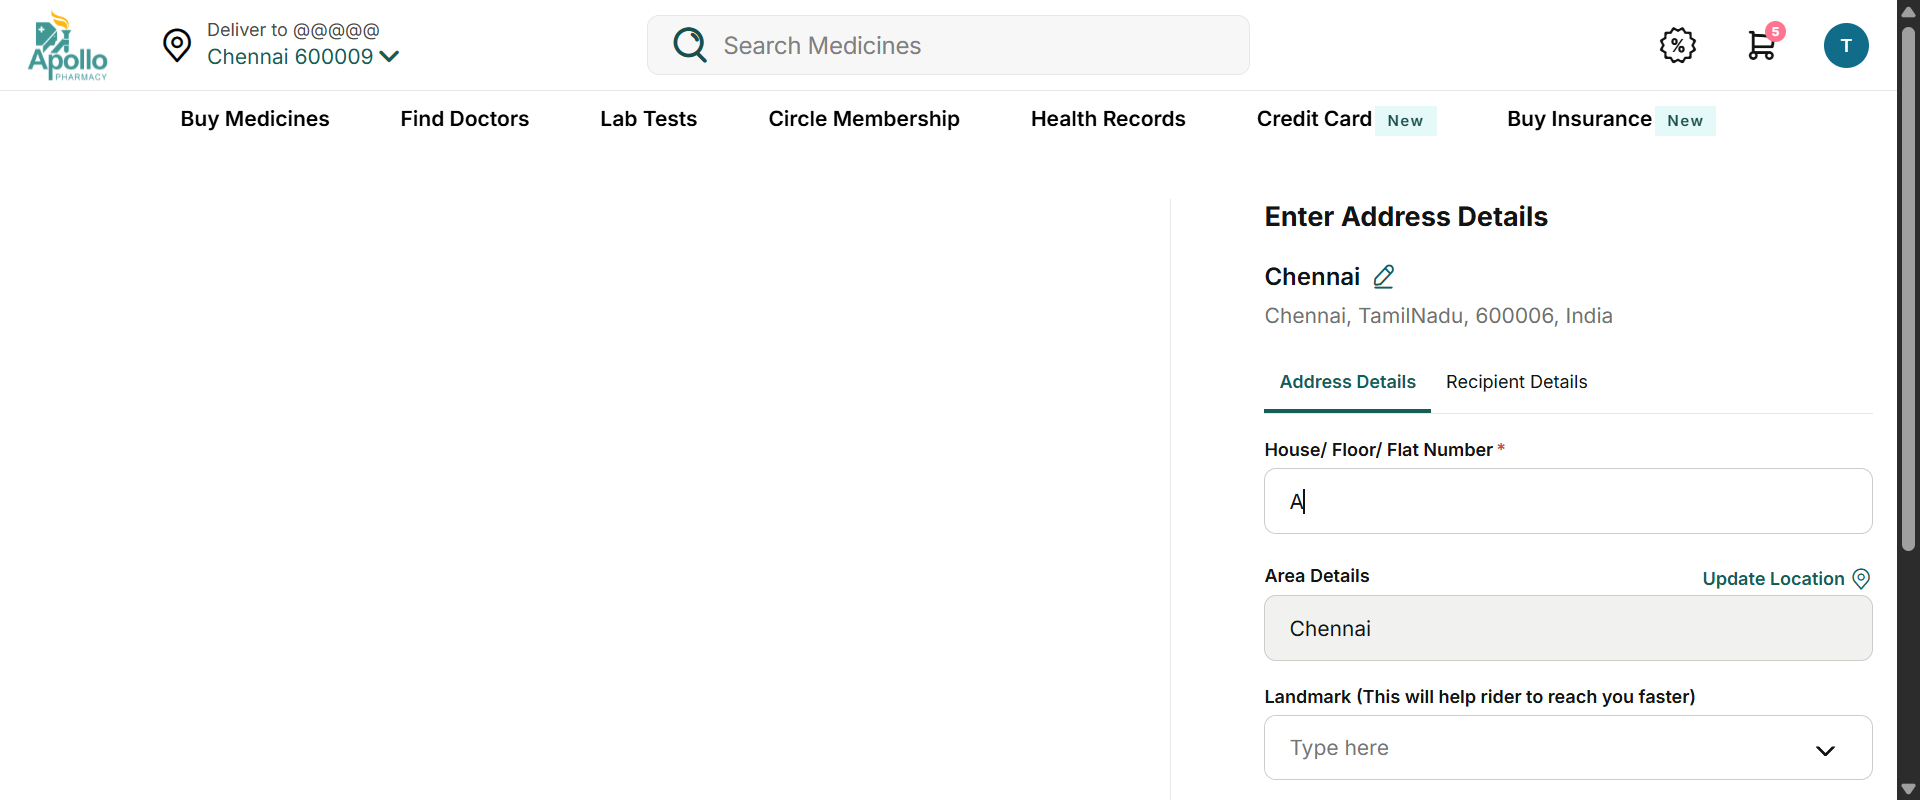 Apollo
PHARMACY
Deliver to @@@@@
Chennai 600009
Search Medicines
%
5
T
Buy Medicines
Find Doctors
Lab Tests
Circle Membership
Health Records
Credit Card New
Buy Insurance New
Enter Address Details
Chennai
Chennai, TamilNadu, 600006, India
Address Details
Recipient Details
House/ Floor/ Flat Number *
A
Area Details
Update Location
Chennai
Landmark (This will help rider to reach you faster)
Type here